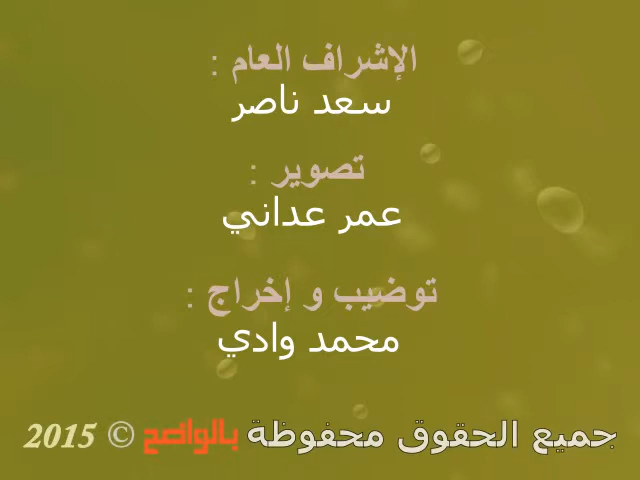 الإشراف العام :
سعد ناصر
تصوير :
عمر عداني
توضيب و إخراج :
محمد وادي
جميع الحقوق محفوظة بالواضح © 2015